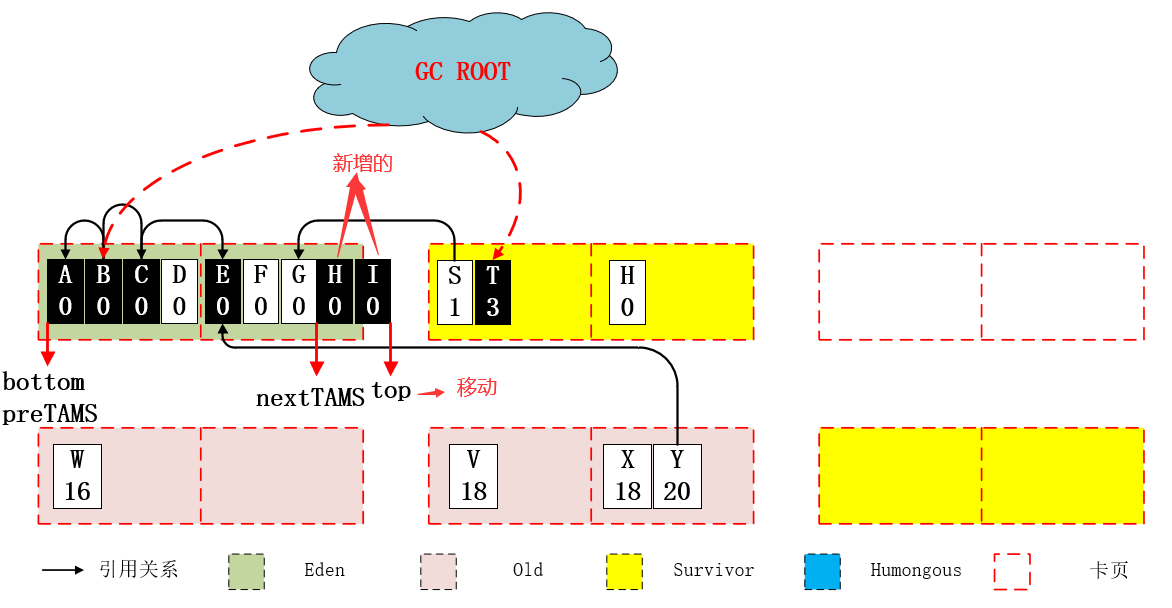 GC ROOT
新增的
A B C D E F G H I S T H
0 0 0 0 0 0 0 0 0 1 3 0
bottom
preTAMS
nextTAMS
top
移动
W V X Y
16 18 18 20
引用关系 Eden Old Survivor Humongous 卡页